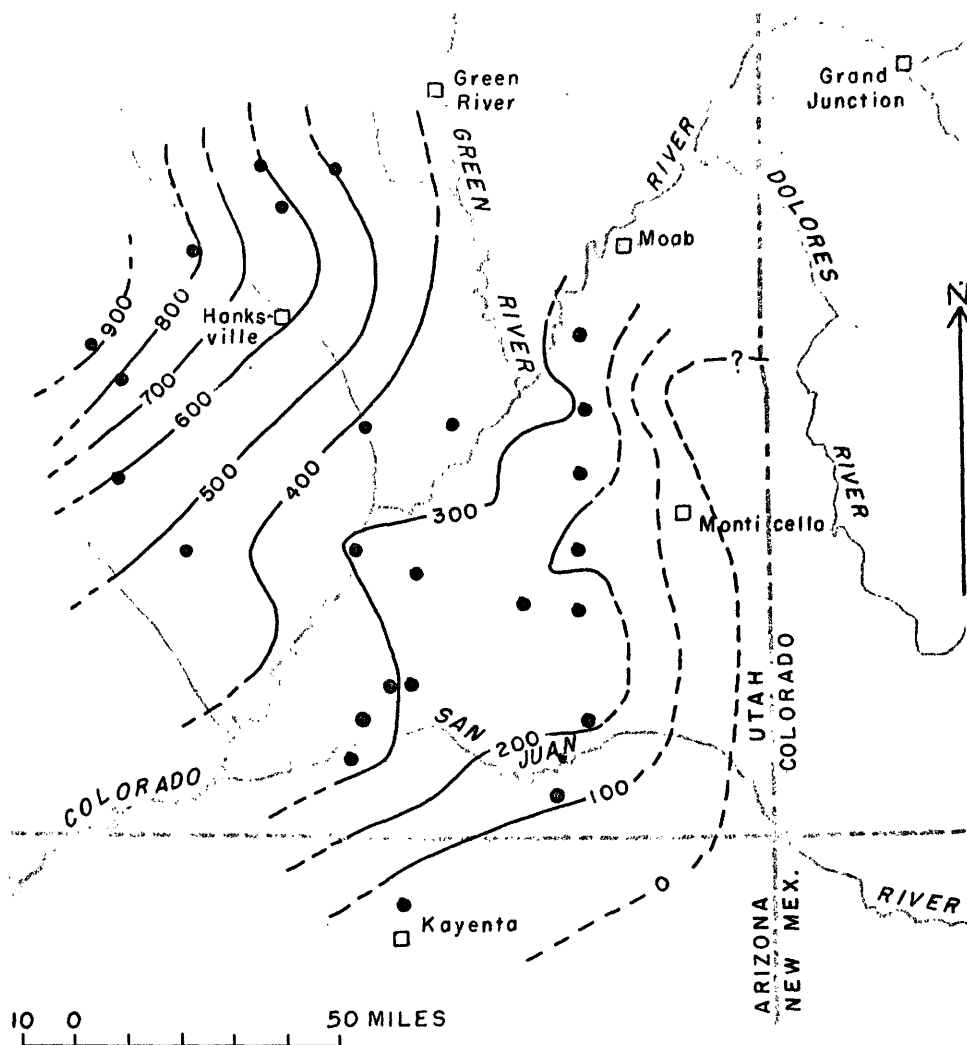 Green
River
Grand
Junction
GREEN
RIVER
RIVER
DOLORES
RIVER
Moab
N
Hanks-
ville
900
800
700
600
500
400
300
?
Monticello
UTAH
COLORADO
SAN
JUAN
200
100
COLORADO
0
RIVER
Kayenta
ARIZONA
NEW MEX.
10 0 50 MILES